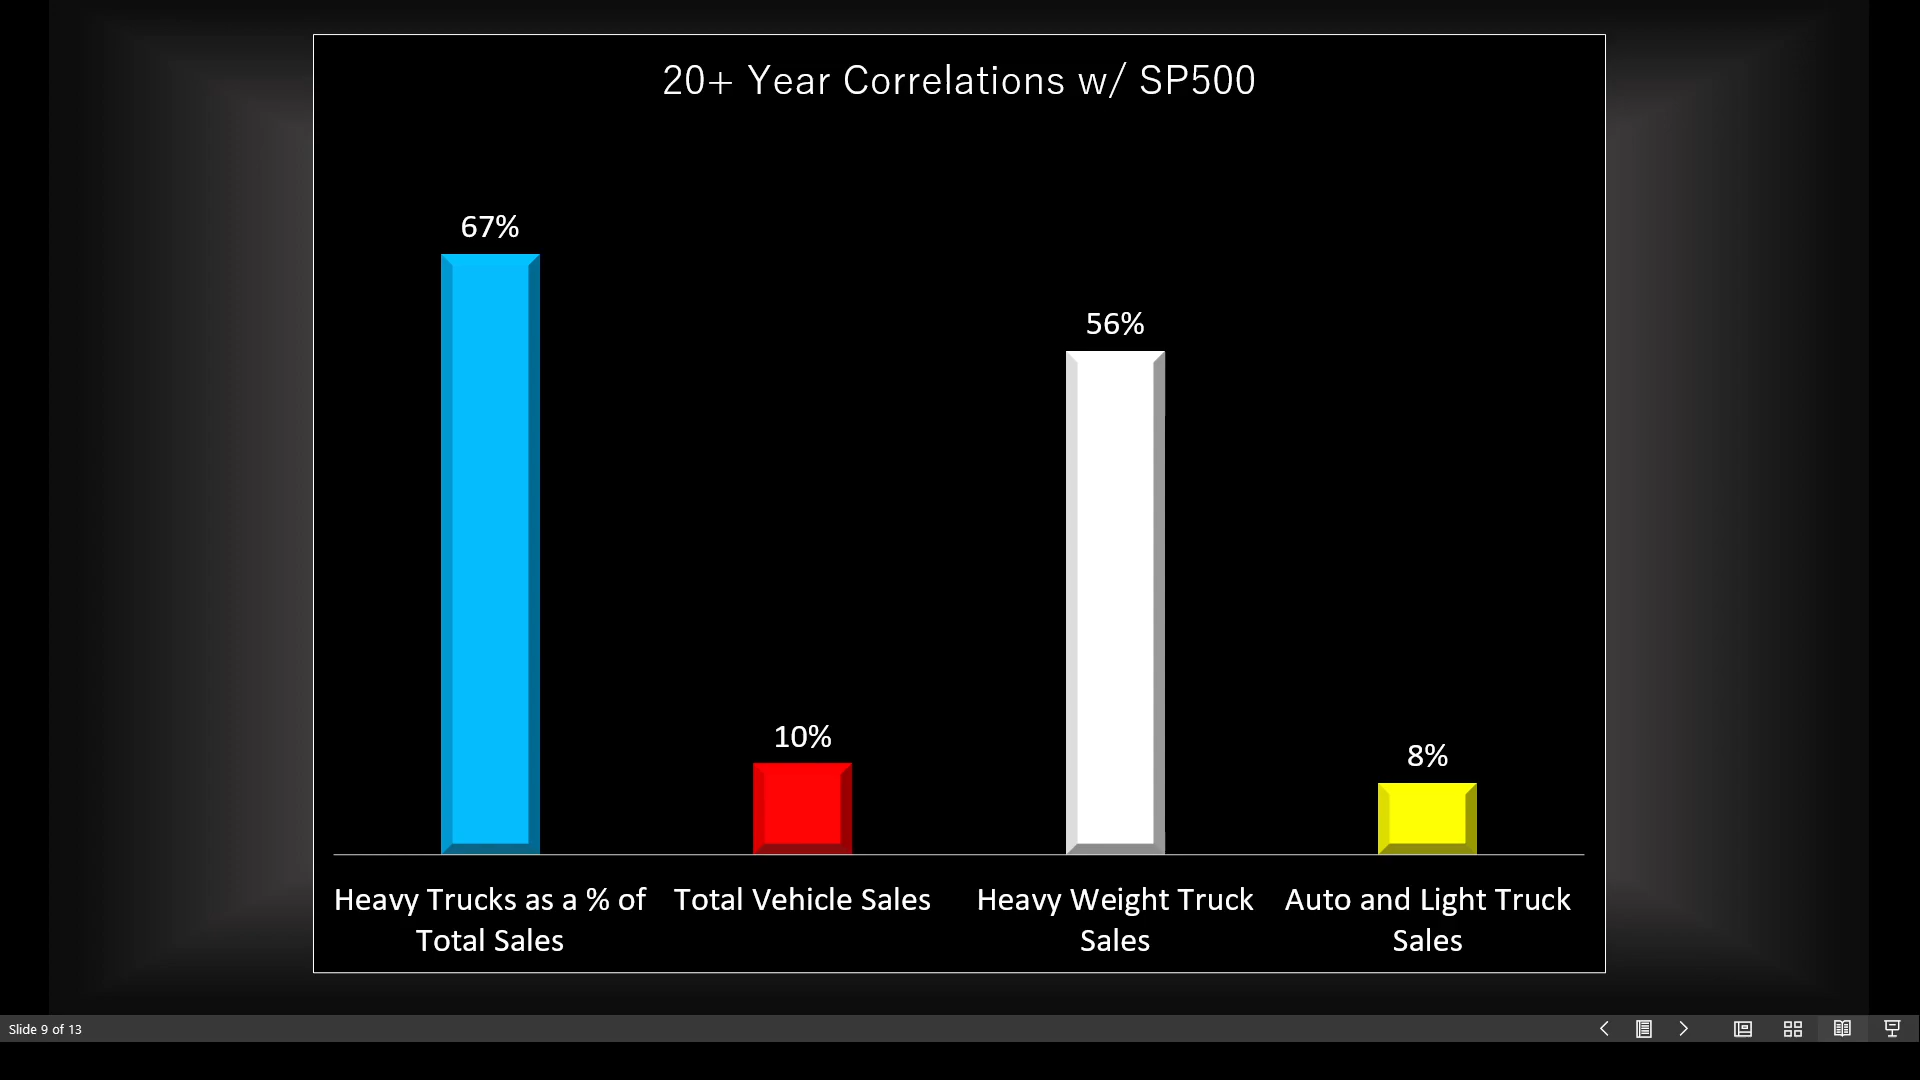 20+ Year Correlations w/ SP500
67%
56%
10%
8%
Heavy Trucks as a % of
Total Sales
Total Vehicle Sales
Heavy Weight Truck
Sales
Auto and Light Truck
Sales
Slide 9 of 13